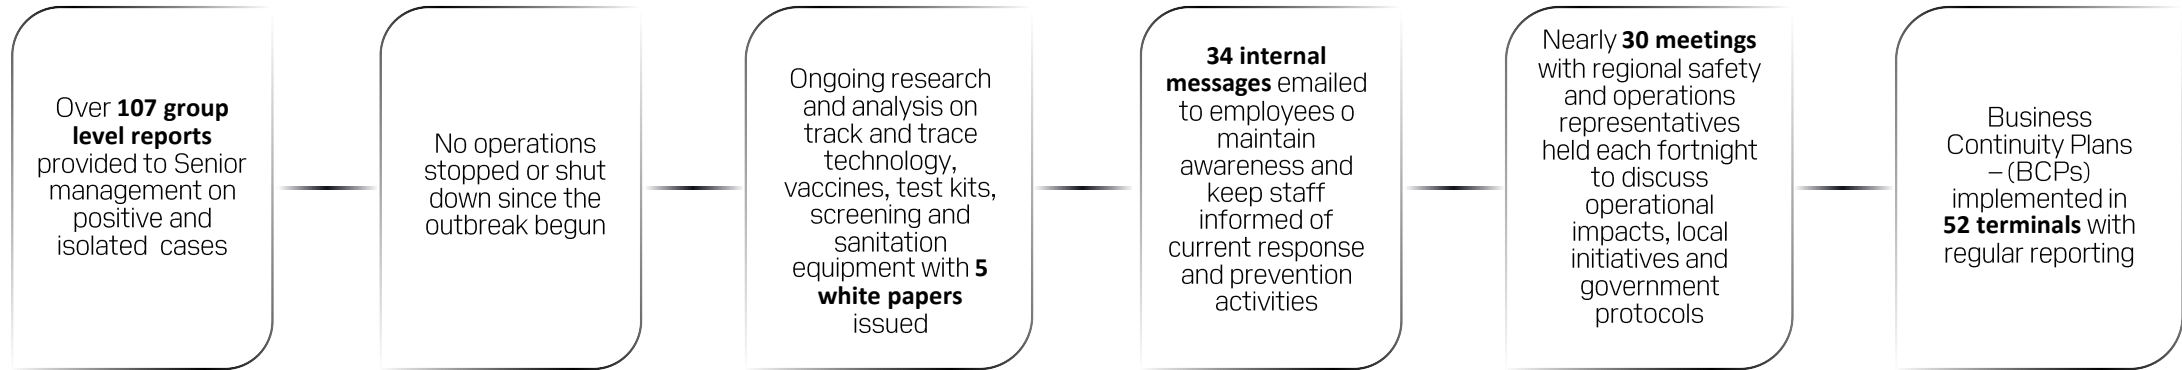 Over 107 group
level reports
provided to Senior
management on
positive and
isolated cases
No operations
stopped or shut
down since the
outbreak begun
Ongoing research
and analysis on
track and trace
technology,
vaccines, test kits,
screening and
sanitation
equipment with 5
white papers
issued
34 internal
messages emailed
to employees o
maintain
awareness and
keep staff
informed of
current response
and prevention
activities
Nearly 30 meetings
with regional safety
and operations
representatives
held each fortnight
to discuss
operational
impacts, local
initiatives and
government
protocols
Business
Continuity Plans
– (BCPs)
implemented in
52 terminals with
regular reporting